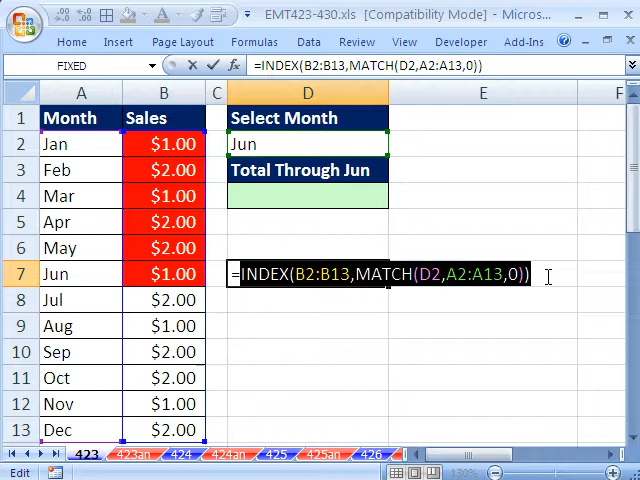 EMT423-430.xls [Compatibility Mode] - Micros...
Home Insert Page Layout Formulas Data Review View Add-Ins
FIXED =INDEX(B2:B13,MATCH(D2,A2:A13,0))
A B C D E F
1 Month Sales Select Month
2 Jan $1.00 Jun
3 Feb $2.00 Total Through Jun
4 Mar $1.00
5 Apr $2.00
6 May $2.00
7 Jun $1.00 =INDEX(B2:B13,MATCH(D2,A2:A13,0))
8 Jul $2.00
9 Aug $1.00
10 Sep $2.00
11 Oct $2.00
12 Nov $1.00
13 Dec $2.00
423 423an 424 424an 425 425an 426
Edit 130%